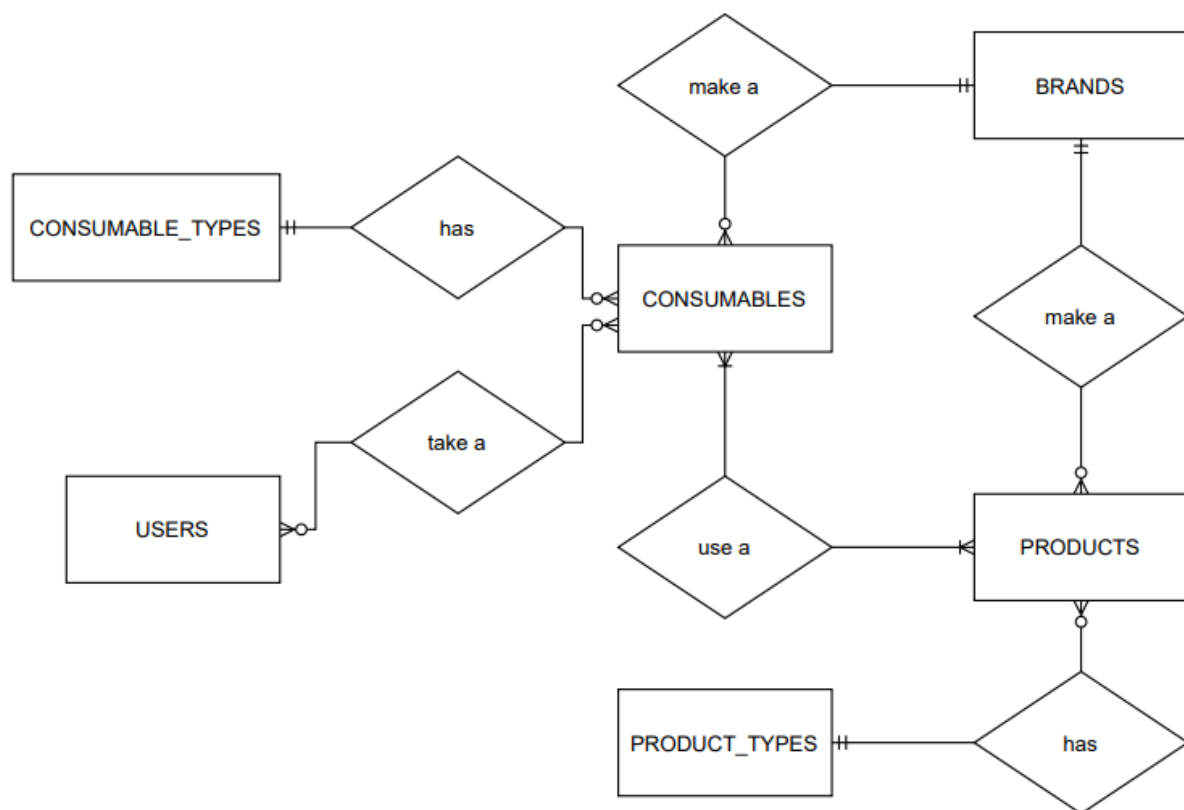 make a
BRANDS
CONSUMABLE_TYPES
has
CONSUMABLES
make a
take a
USERS
use a
PRODUCTS
PRODUCT_TYPES
has